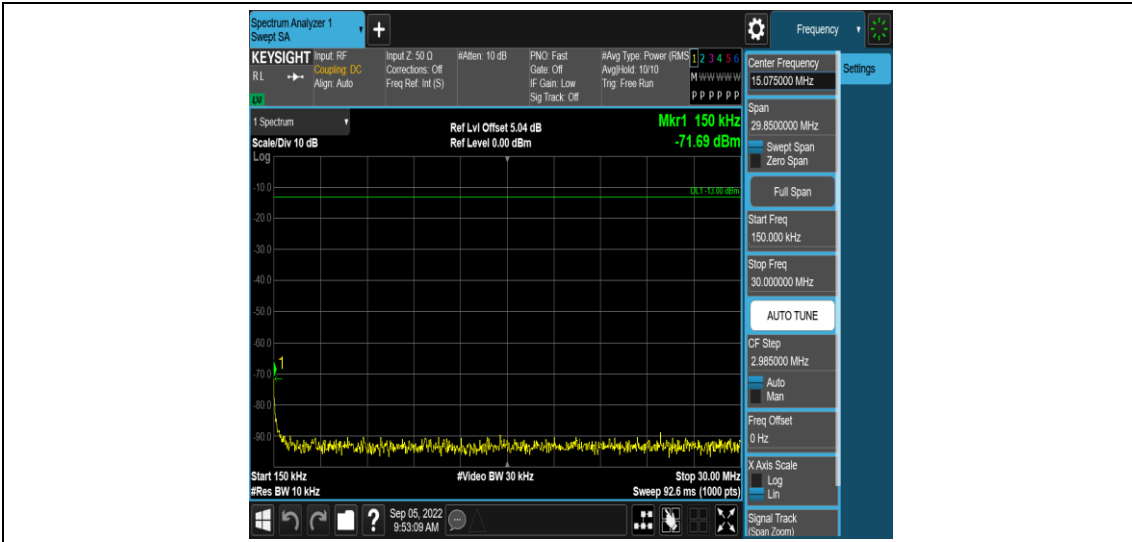 Spectrum Analyzer 1
Swept SA
+
Frequency
KEYSIGHT
RL
LXI
Input: RF
Coupling: DC
Align: Auto
Input Z: 50 Ω
Corrections: Off
Freq Ref: Int (S)
#Atten: 10 dB
PNO: Fast
Gate: Off
IF Gain: Low
Sig Track: Off
#Avg Type: Power (RMS
Avg|Hold: 10/10
Trig: Free Run
1 2 3 4 5 6
M W W W W W
P P P P P P
1 Spectrum
Scale/Div 10 dB
Log
Ref Lvl Offset 5.04 dB
Ref Level 0.00 dBm
Mkr1 150 kHz
-71.69 dBm
DL1 -13.00 dBm
-10.0
-20.0
-30.0
-40.0
-50.0
-60.0
1
-70.0
-80.0
-90.0
Start 150 kHz
#Res BW 10 kHz
#Video BW 30 kHz
Stop 30.00 MHz
Sweep 92.6 ms (1000 pts)
?
Sep 05, 2022
9:53:09 AM
Center Frequency
15.075000 MHz
Settings
Span
29.8500000 MHz
Swept Span
Zero Span
Full Span
Start Freq
150.000 kHz
Stop Freq
30.000000 MHz
AUTO TUNE
CF Step
2.985000 MHz
Auto
Man
Freq Offset
0 Hz
X Axis Scale
Log
Lin
Signal Track
(Span Zoom)